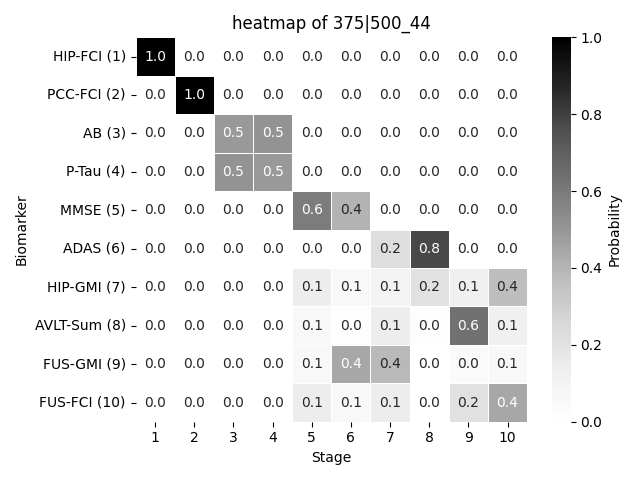 heatmap of 375|500_44
HIP-FCI (1) 1.0 0.0 0.0 0.0 0.0 0.0 0.0 0.0 0.0 0.0
PCC-FCI (2) 0.0 1.0 0.0 0.0 0.0 0.0 0.0 0.0 0.0 0.0
AB (3) 0.0 0.0 0.5 0.5 0.0 0.0 0.0 0.0 0.0 0.0
P-Tau (4) 0.0 0.0 0.5 0.5 0.0 0.0 0.0 0.0 0.0 0.0
MMSE (5) 0.0 0.0 0.0 0.0 0.6 0.4 0.0 0.0 0.0 0.0
ADAS (6) 0.0 0.0 0.0 0.0 0.0 0.0 0.2 0.8 0.0 0.0
HIP-GMI (7) 0.0 0.0 0.0 0.0 0.1 0.1 0.1 0.2 0.1 0.4
AVLT-Sum (8) 0.0 0.0 0.0 0.0 0.1 0.0 0.1 0.0 0.6 0.1
FUS-GMI (9) 0.0 0.0 0.0 0.0 0.1 0.4 0.4 0.0 0.0 0.1
FUS-FCI (10) 0.0 0.0 0.0 0.0 0.1 0.1 0.1 0.0 0.2 0.4
1 2 3 4 5 6 7 8 9 10
Stage
Biomarker
1.0
0.8
0.6
0.4
0.2
0.0
Probability